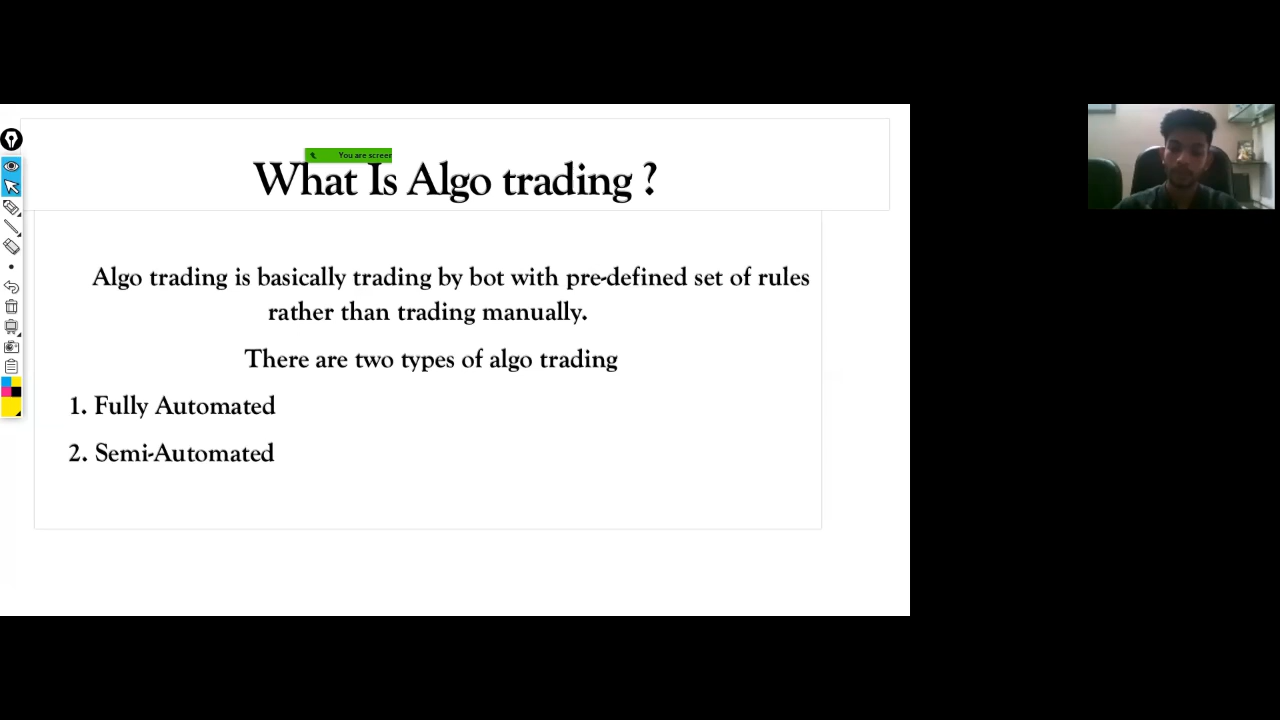 You are screen
What Is Algo trading ?
Algo trading is basically trading by bot with pre-defined set of rules
rather than trading manually.
There are two types of algo trading
1. Fully Automated
2. Semi-Automated